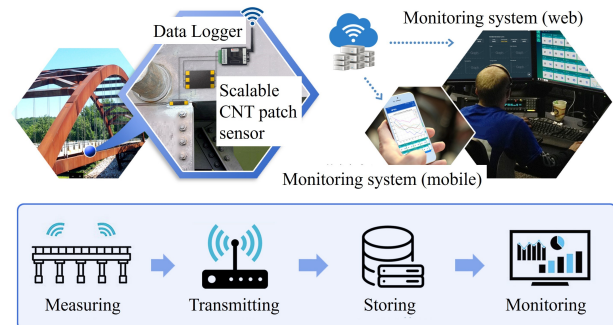 Monitoring system (web)
Data Logger
Scalable
CNT patch
sensor
Monitoring system (mobile)
Measuring
Transmitting
Storing
Monitoring